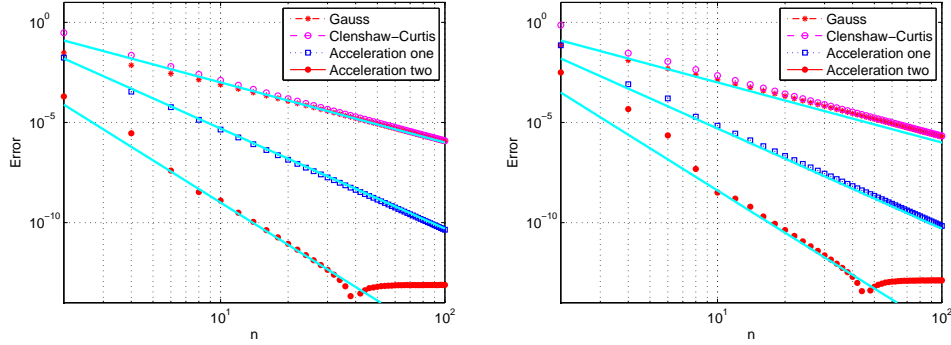 10^0
10^-5
10^-10
Error
10^1
10^2
n
Gauss
Clenshaw-Curtis
Acceleration one
Acceleration two
10^0
10^-5
10^-10
Error
10^1
10^2
n
Gauss
Clenshaw-Curtis
Acceleration one
Acceleration two